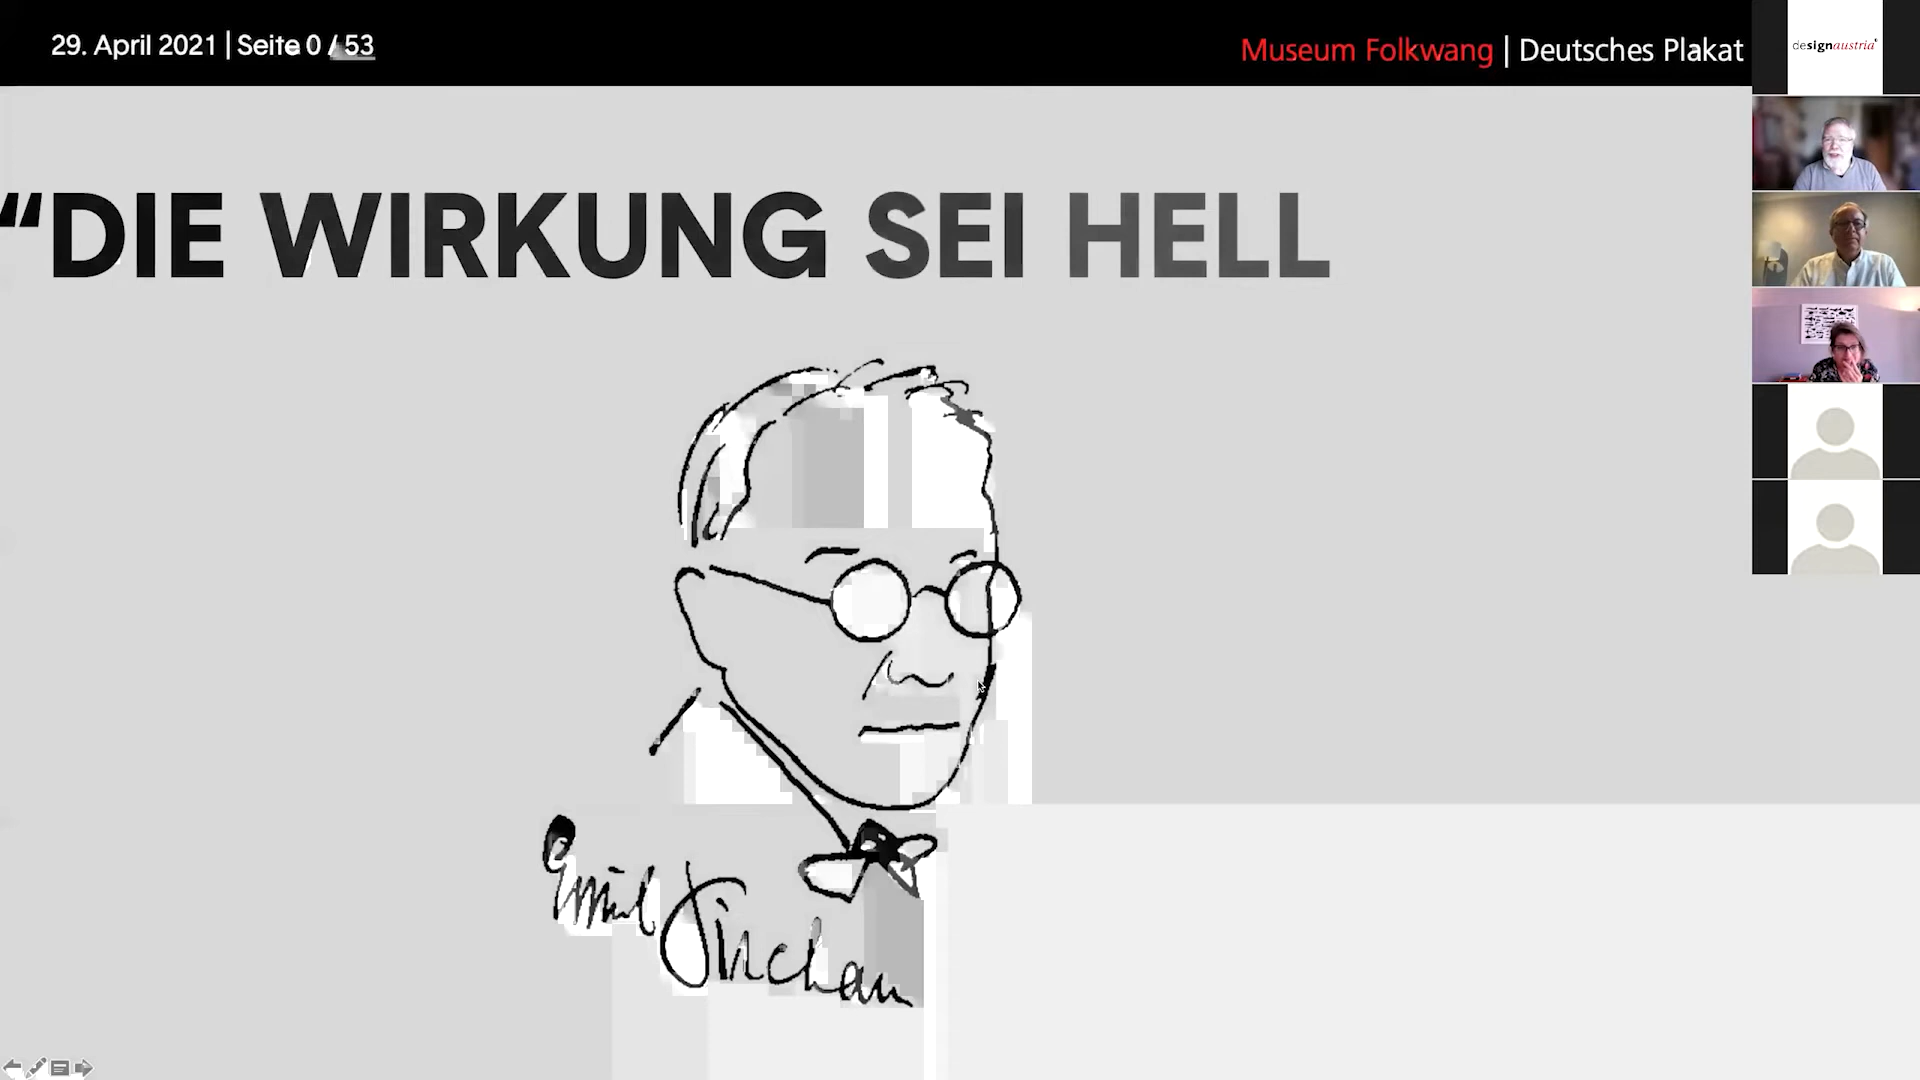 29. April 2021 | Seite 0 / 53
Museum Folkwang | Deutsches Plakat
designaustria
“DIE WIRKUNG SEI HELL
Emil Pirchan